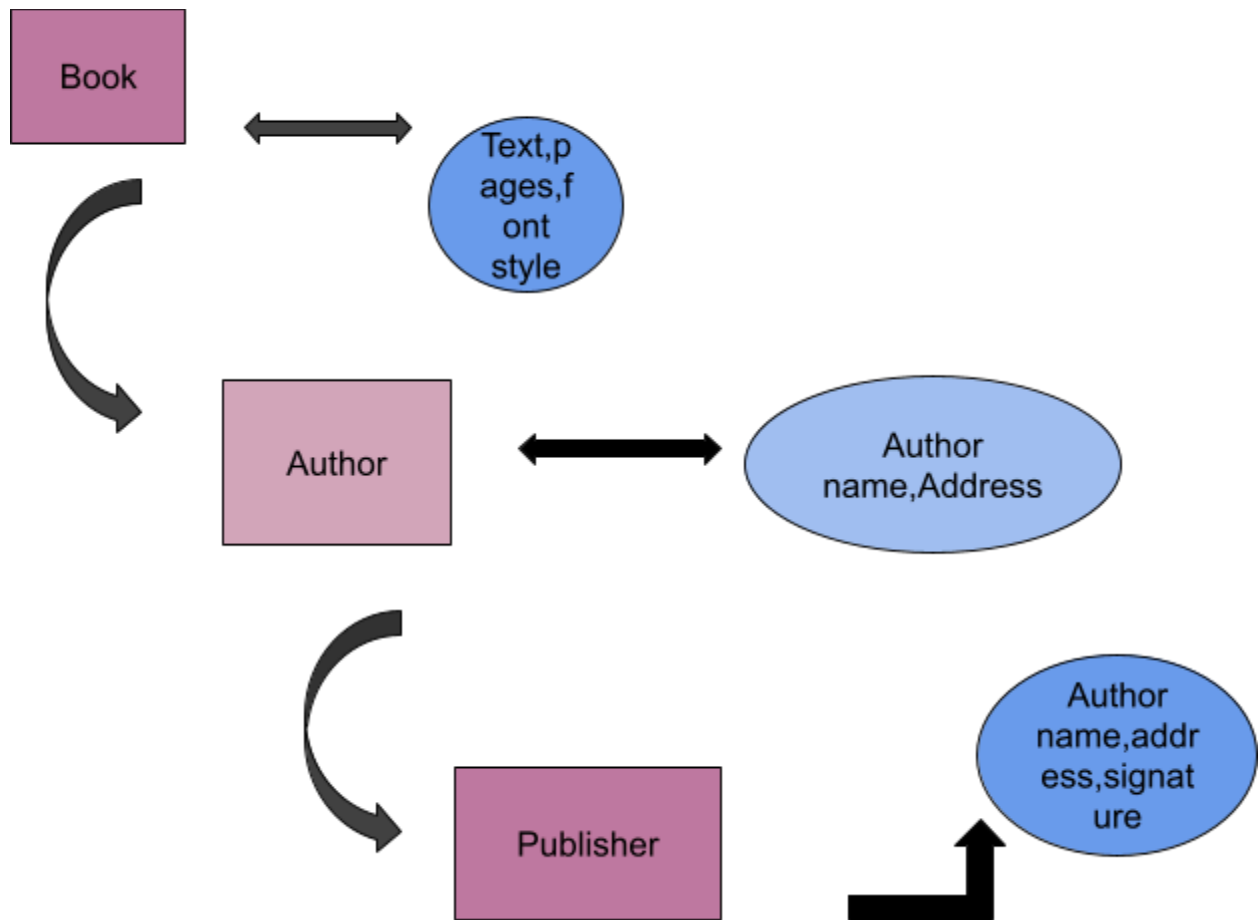 Book
Text,p
ages,f
ont
style
Author
Author
name,Address
Author
name,addr
ess,signat
ure
Publisher